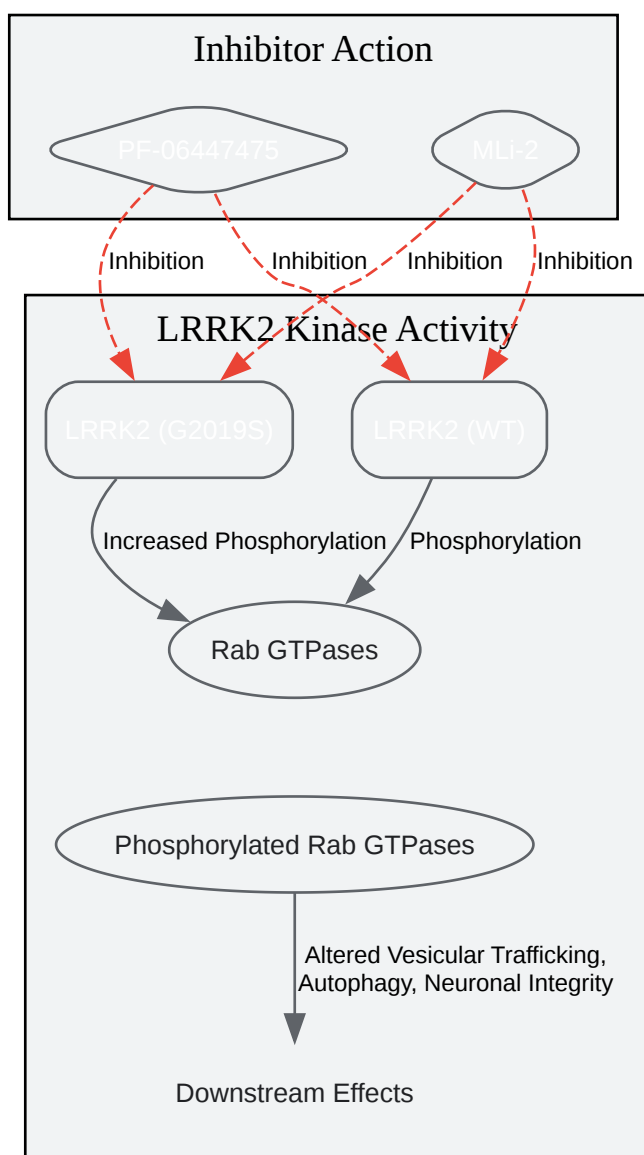 Inhibitor Action
PF-06447475
MLi-2
Inhibition
Inhibition
Inhibition
Inhibition
LRRK2 Kinase Activity
LRRK2 (G2019S)
LRRK2 (WT)
Increased Phosphorylation
Phosphorylation
Rab GTPases
Phosphorylated Rab GTPases
Altered Vesicular Trafficking,
Autophagy, Neuronal Integrity
Downstream Effects